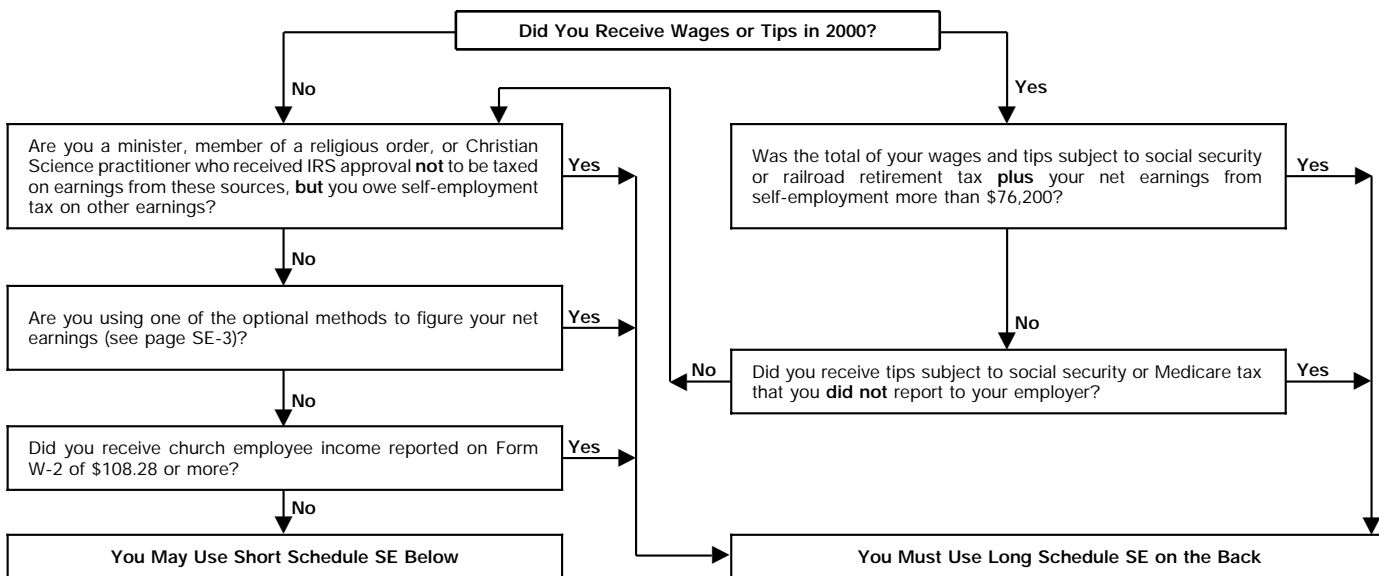 Did You Receive Wages or Tips in 2000?
No
Yes
Are you a minister, member of a religious order, or Christian
Science practitioner who received IRS approval not to be taxed
on earnings from these sources, but you owe self-employment
tax on other earnings?
Yes
Was the total of your wages and tips subject to social security
or railroad retirement tax plus your net earnings from
self-employment more than $76,200?
Yes
No
No
Are you using one of the optional methods to figure your net
earnings (see page SE-3)?
Yes
No
Did you receive tips subject to social security or Medicare tax
that you did not report to your employer?
Yes
No
Did you receive church employee income reported on Form
W-2 of $108.28 or more?
Yes
No
You May Use Short Schedule SE Below
You Must Use Long Schedule SE on the Back